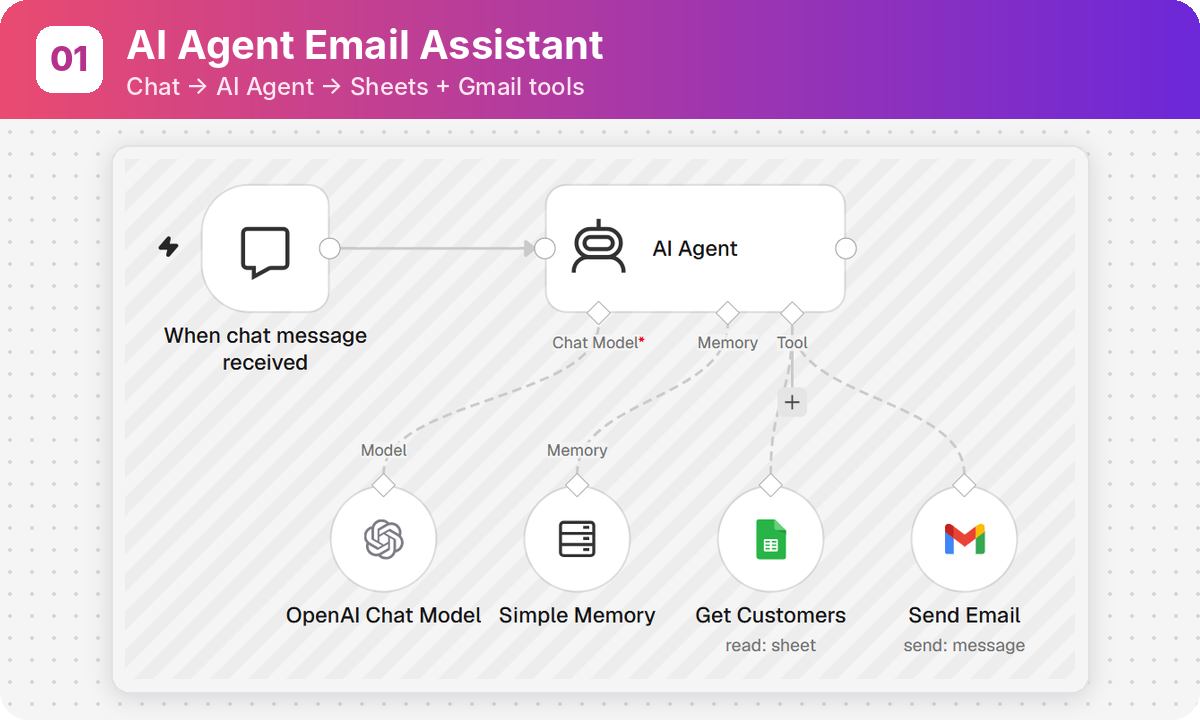 01
AI Agent Email Assistant
Chat → AI Agent → Sheets + Gmail tools
AI Agent
When chat message
received
Chat Model*
Memory
Tool
+
Model
Memory
OpenAI Chat Model
Simple Memory
Get Customers
read: sheet
Send Email
send: message